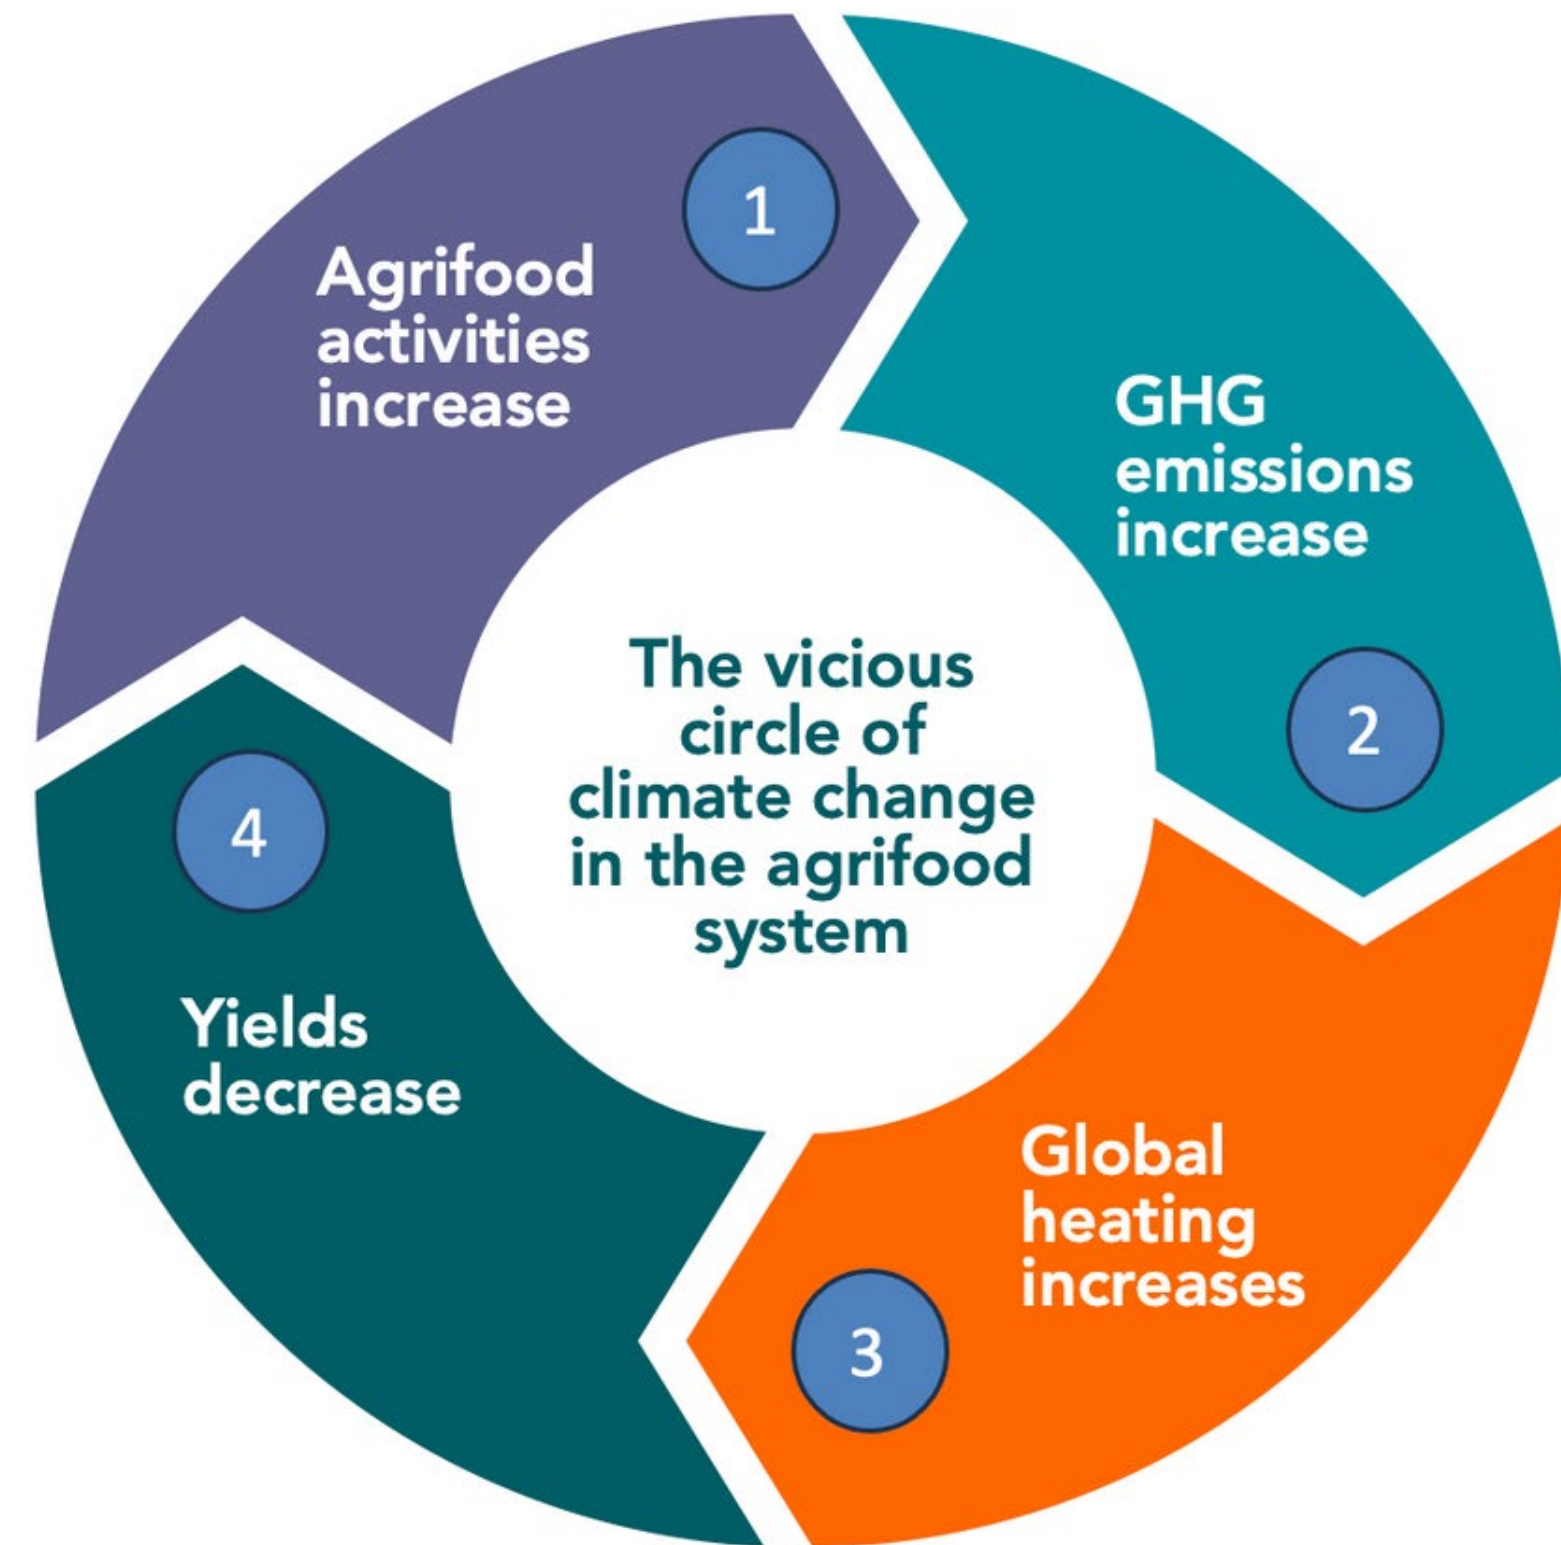 1
Agrifood
activities
increase
GHG
emissions
increase
2
The vicious
circle of
climate change
in the agrifood
system
4
Yields
decrease
Global
heating
increases
3